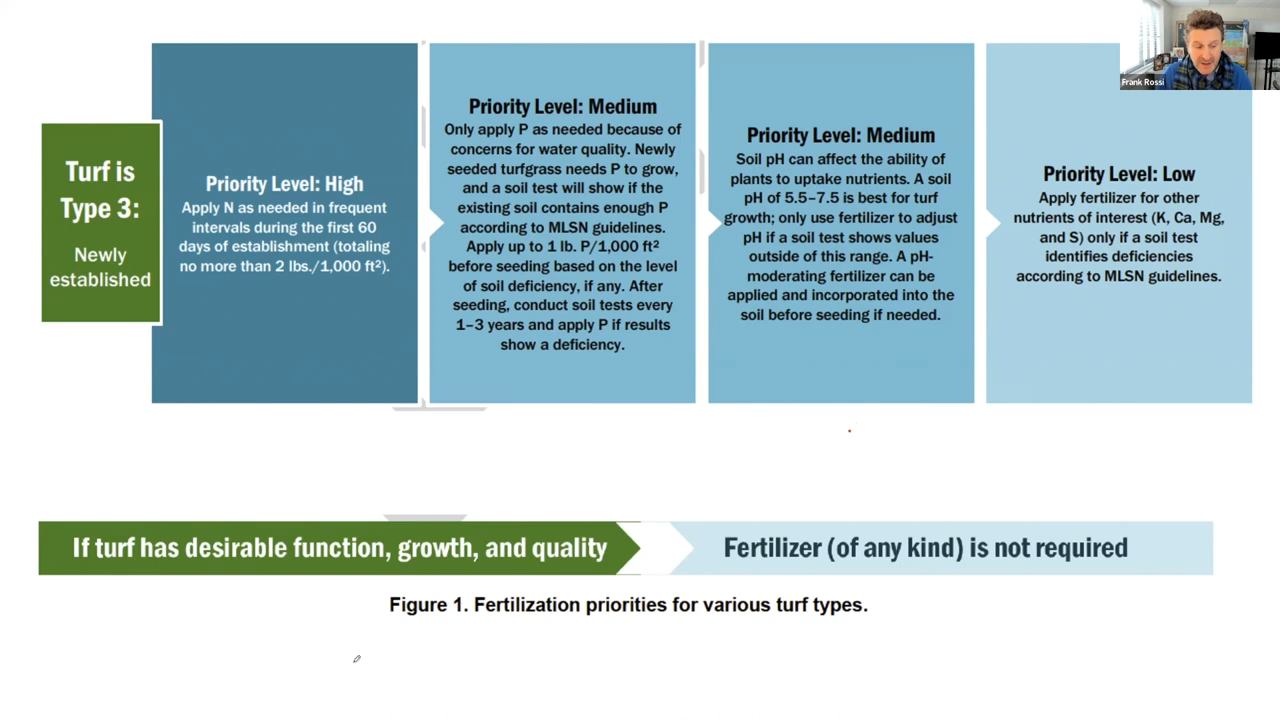 Frank Rossi
Turf is
Type 3:
Newly
established
Priority Level: High
Apply N as needed in frequent
intervals during the first 60
days of establishment (totaling
no more than 2 lbs./1,000 ft²).
Priority Level: Medium
Only apply P as needed because of
concerns for water quality. Newly
seeded turfgrass needs P to grow,
and a soil test will show if the
existing soil contains enough P
according to MLSN guidelines.
Apply up to 1 lb. P/1,000 ft²
before seeding based on the level
of soil deficiency, if any. After
seeding, conduct soil tests every
1–3 years and apply P if results
show a deficiency.
Priority Level: Medium
Soil pH can affect the ability of
plants to uptake nutrients. A soil
pH of 5.5–7.5 is best for turf
growth; only use fertilizer to adjust
pH if a soil test shows values
outside of this range. A pH-
moderating fertilizer can be
applied and incorporated into the
soil before seeding if needed.
Priority Level: Low
Apply fertilizer for other
nutrients of interest (K, Ca, Mg,
and S) only if a soil test
identifies deficiencies
according to MLSN guidelines.
If turf has desirable function, growth, and quality
Fertilizer (of any kind) is not required
Figure 1. Fertilization priorities for various turf types.